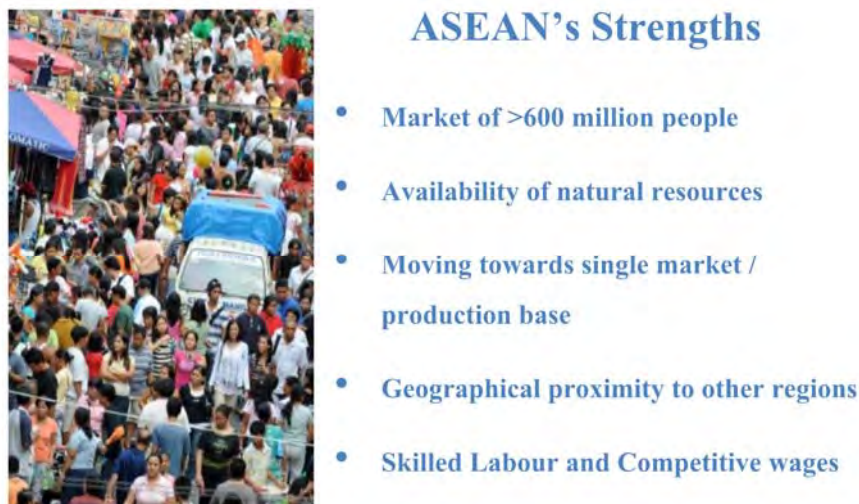 ASEAN’s Strengths
• Market of >600 million people
• Availability of natural resources
• Moving towards single market /
production base
• Geographical proximity to other regions
• Skilled Labour and Competitive wages
OMATIC